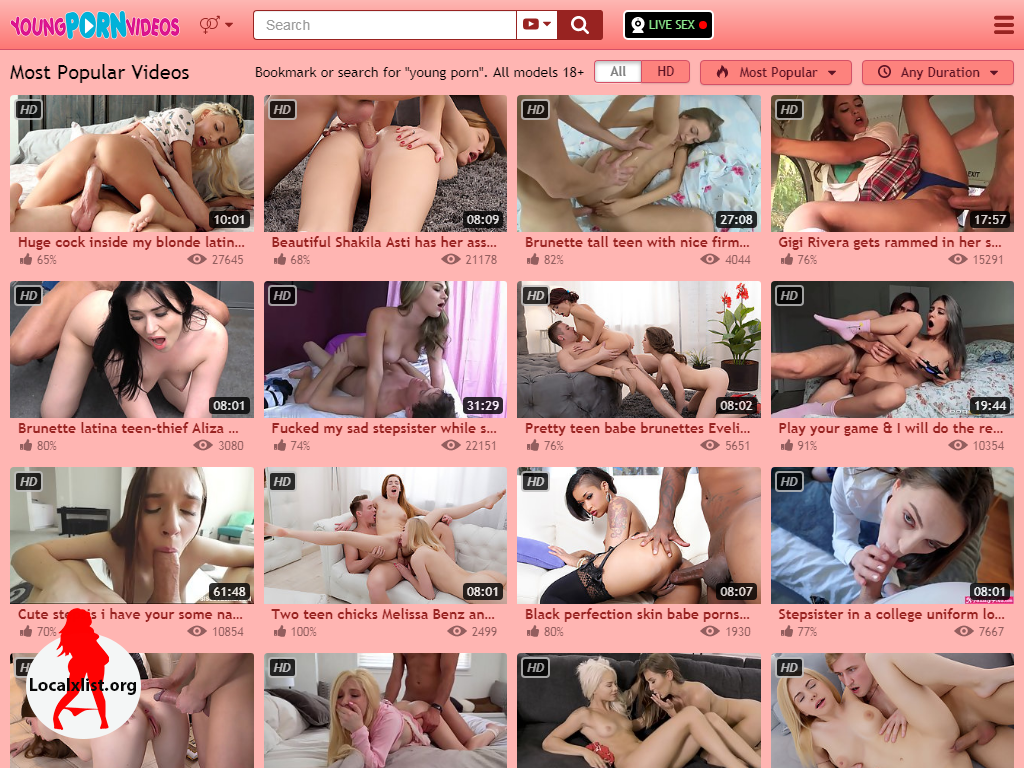 YOUNGPORNVIDEOS
Search
LIVE SEX
Most Popular Videos
Bookmark or search for "young porn". All models 18+
All
HD
Most Popular
Any Duration
HD
10:01
HD
08:09
HD
27:08
HD
EXIT
17:57
Huge cock inside my blonde latin...
Beautiful Shakila Asti has her ass...
Brunette tall teen with nice firm...
Gigi Rivera gets rammed in her s...
65%
27645
68%
21178
82%
4044
76%
15291
HD
08:01
HD
31:29
HD
08:02
HD
19:44
Brunette latina teen-thief Aliza ...
Fucked my sad stepsister while s...
Pretty teen babe brunettes Eveli...
Play your game & I will do the re...
80%
3080
74%
22151
76%
5651
91%
10354
HD
61:48
HD
08:01
HD
08:07
HD
08:01
Two teen chicks Melissa Benz an...
Black perfection skin babe porns...
Stepsister in a college uniform lo...
70%
10854
100%
2499
80%
1930
77%
7667
Localxlist.org
HD
HD
HD